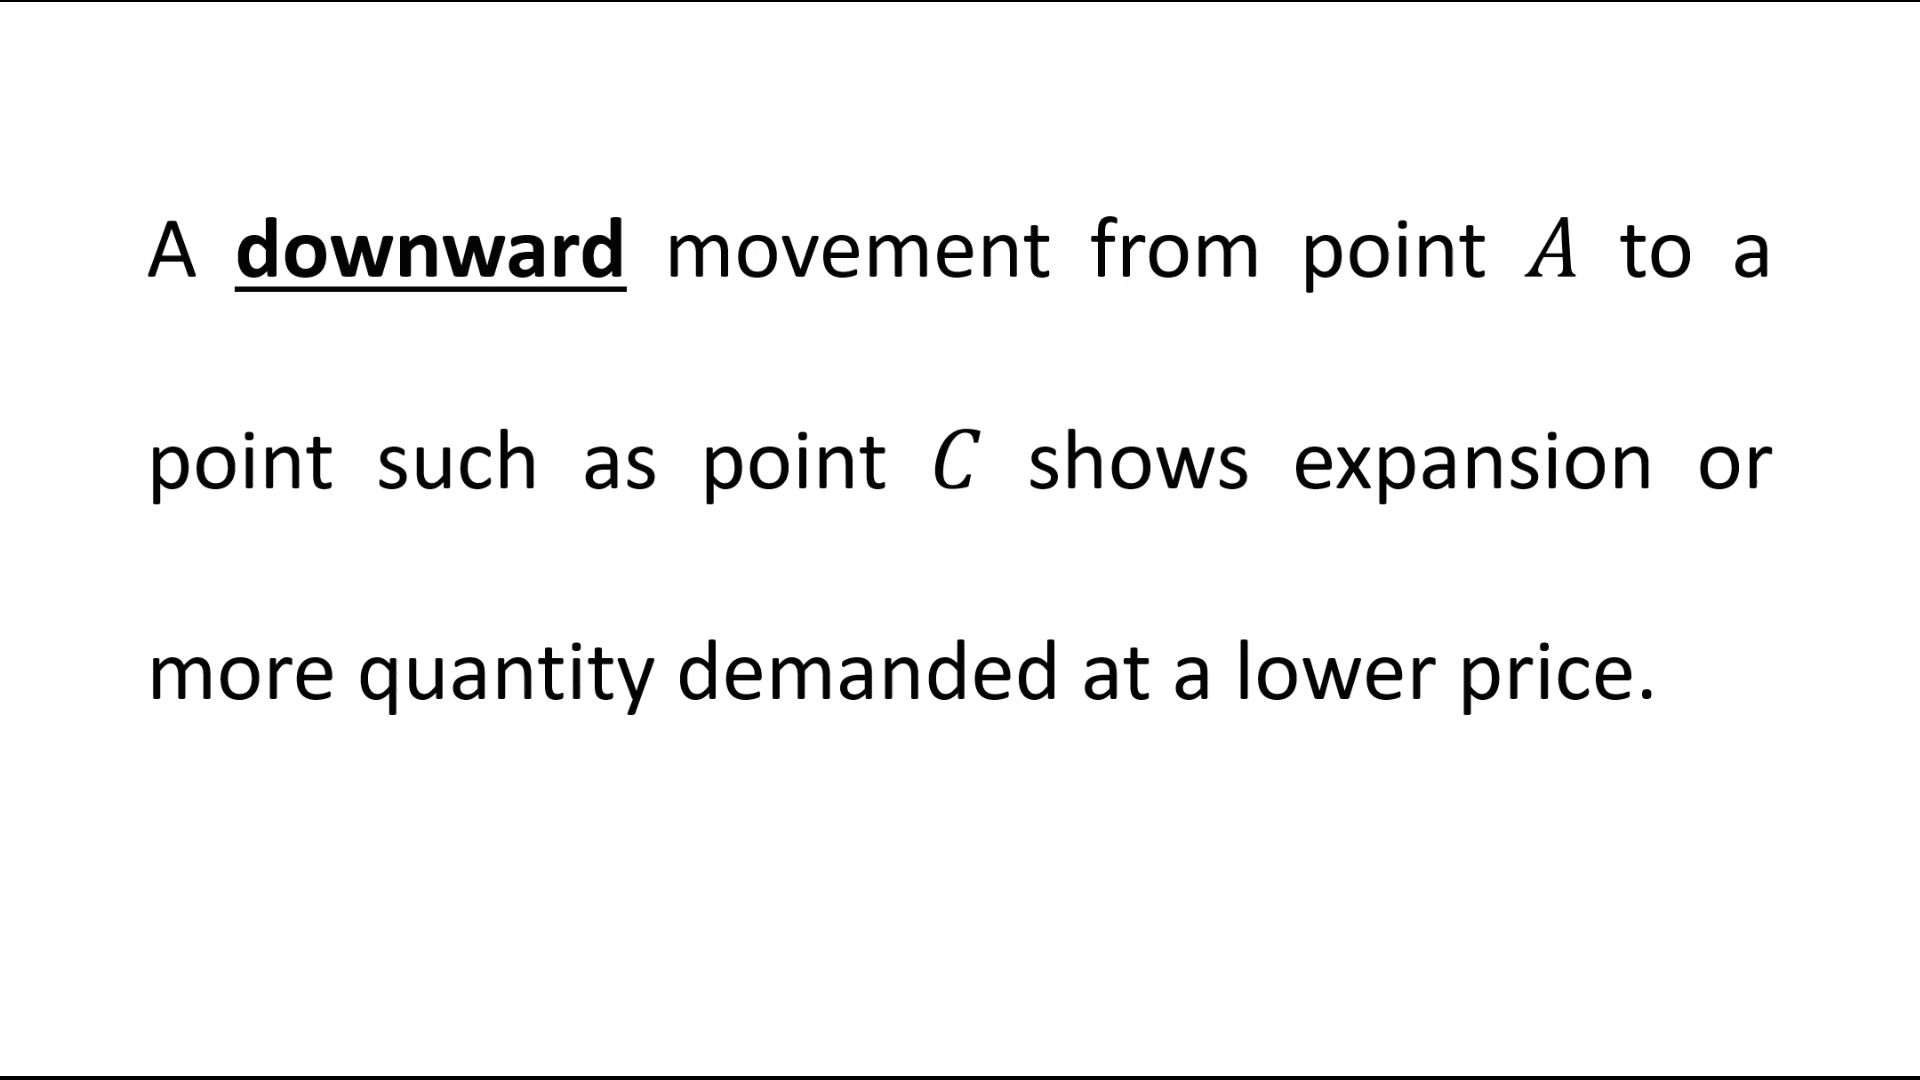 A downward movement from point A to a
point such as point C shows expansion or
more quantity demanded at a lower price.